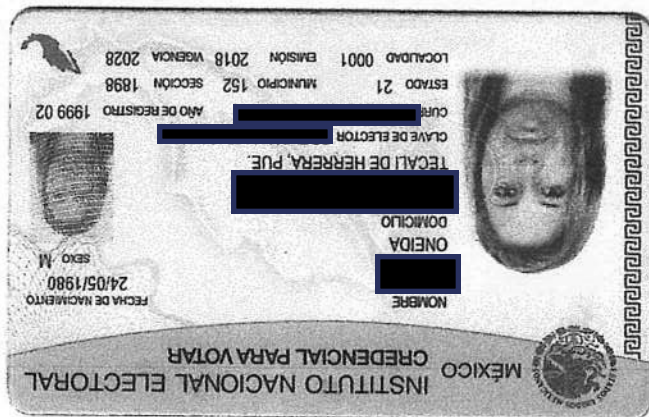 MÉXICO INSTITUTO NACIONAL ELECTORAL
CREDENCIAL PARA VOTAR
NOMBRE
ONEIDA
FECHA DE NACIMIENTO
24/05/1980
SEXO M
DOMICILIO
TECALI DE HERRERA, PUE.
CLAVE DE ELECTOR
CURP
AÑO DE REGISTRO 1999 02
ESTADO 21 MUNICIPIO 152 SECCIÓN 1898
LOCALIDAD 0001 EMISIÓN 2018 VIGENCIA 2028